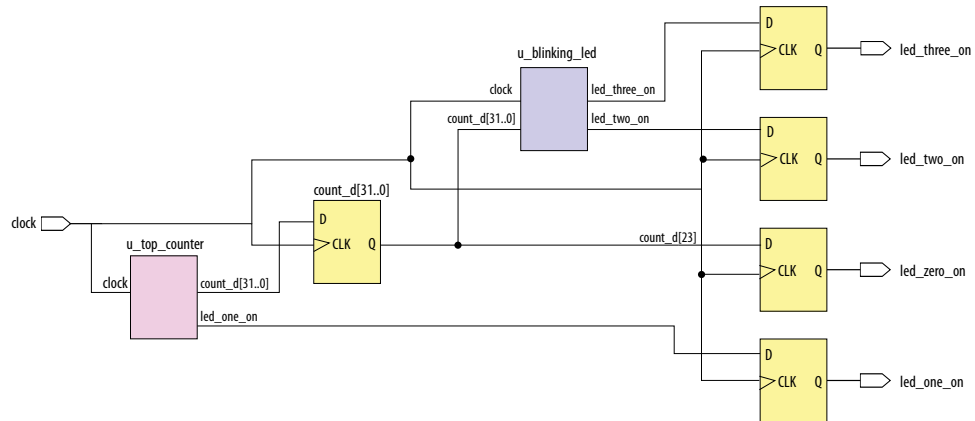 D
CLK
Q
led_three_on
u_blinking_led
clock
led_three_on
count_d[31..0]
led_two_on
D
CLK
Q
led_two_on
count_d[31..0]
D
CLK
Q
clock
u_top_counter
clock
count_d[31..0]
led_one_on
count_d[23]
D
CLK
Q
led_zero_on
D
CLK
Q
led_one_on